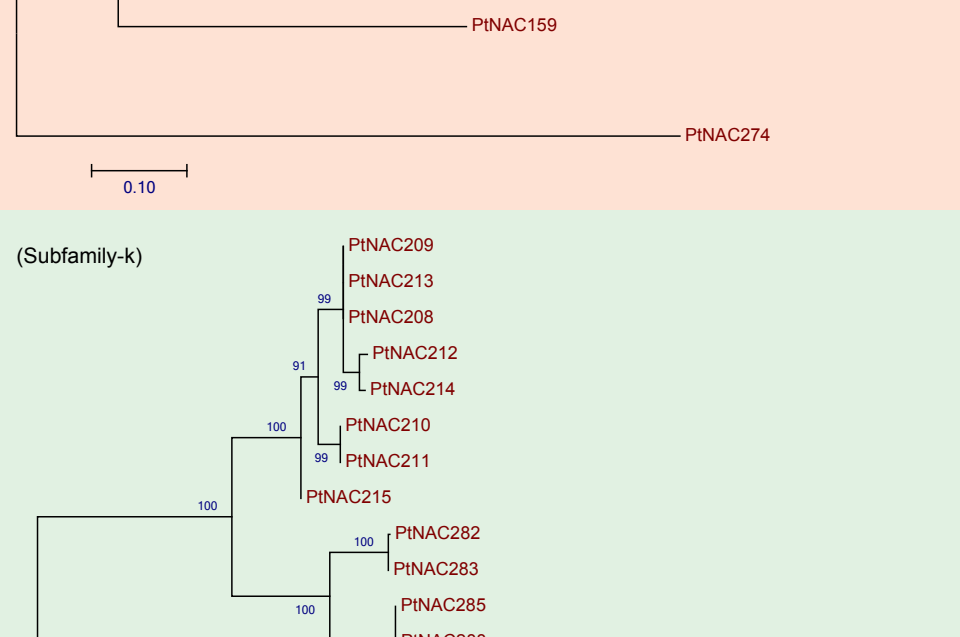 PtNAC159
PtNAC274
0.10
(Subfamily-k)
PtNAC209
PtNAC213
99
PtNAC208
PtNAC212
91
99
PtNAC214
100
PtNAC210
99
PtNAC211
PtNAC215
100
PtNAC282
100
PtNAC283
100
PtNAC285